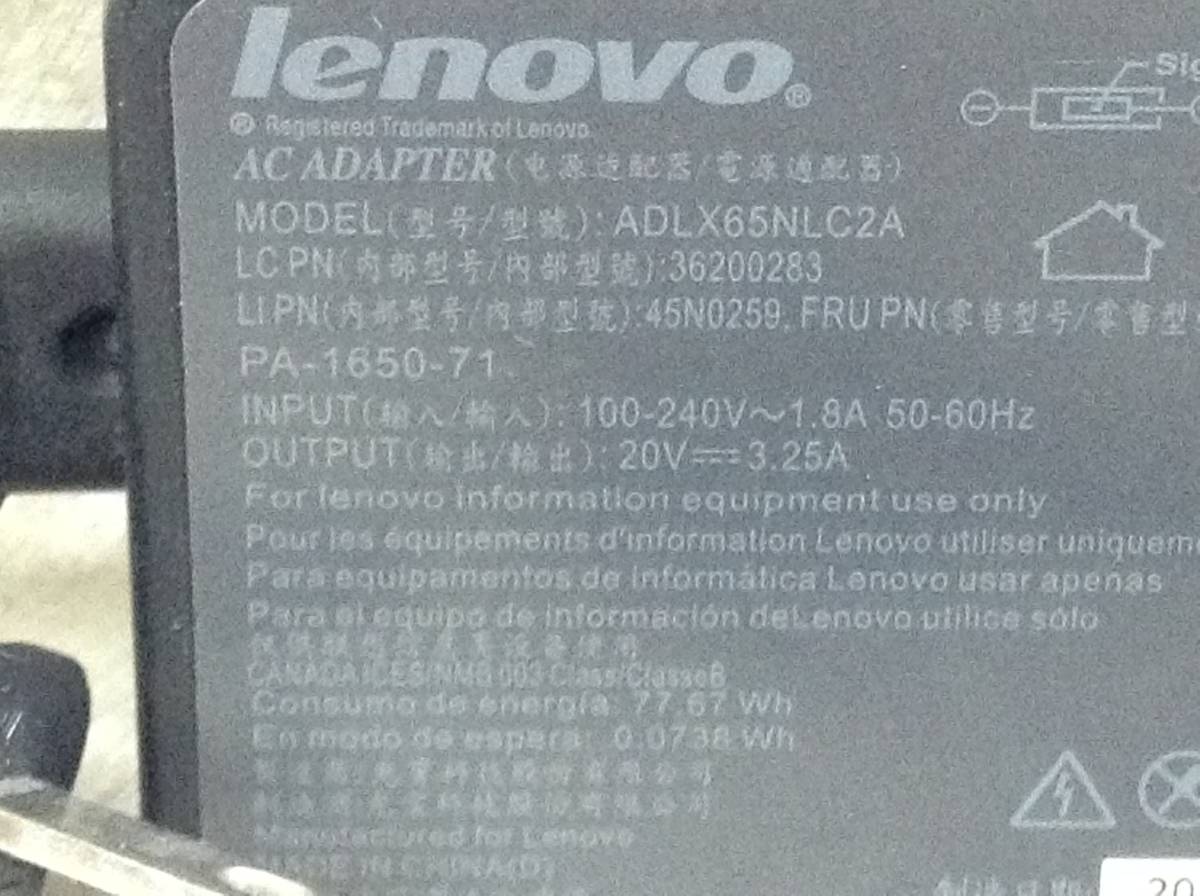 lenovo®
® Registered Trademark of Lenovo
Sig
AC ADAPTER(电源适配器/電源適配器)
MODEL(型号/型號): ADLX65NLC2A
LC PN(内部型号/內部型號):36200283
LI PN(内部型号/內部型號):45N0259, FRU PN(零售型号/零售型
PA-1650-71
INPUT(输入/輸入): 100-240V~1.8A 50-60Hz
OUTPUT(输出/輸出): 20V⎓3.25A
For lenovo information equipment use only
Pour les équipements d'information Lenovo utiliser uniqueme
Para equipamentos de informática Lenovo usar apenas
Para el equipo de información deLenovo utilice sólo
CANADA ICES/NMB 003 Class/Classe B
Consumo de energía: 77.67 Wh
En modo de espera: 0.0738 Wh
Manufactured for Lenovo
MADE IN CHINA(D)
20